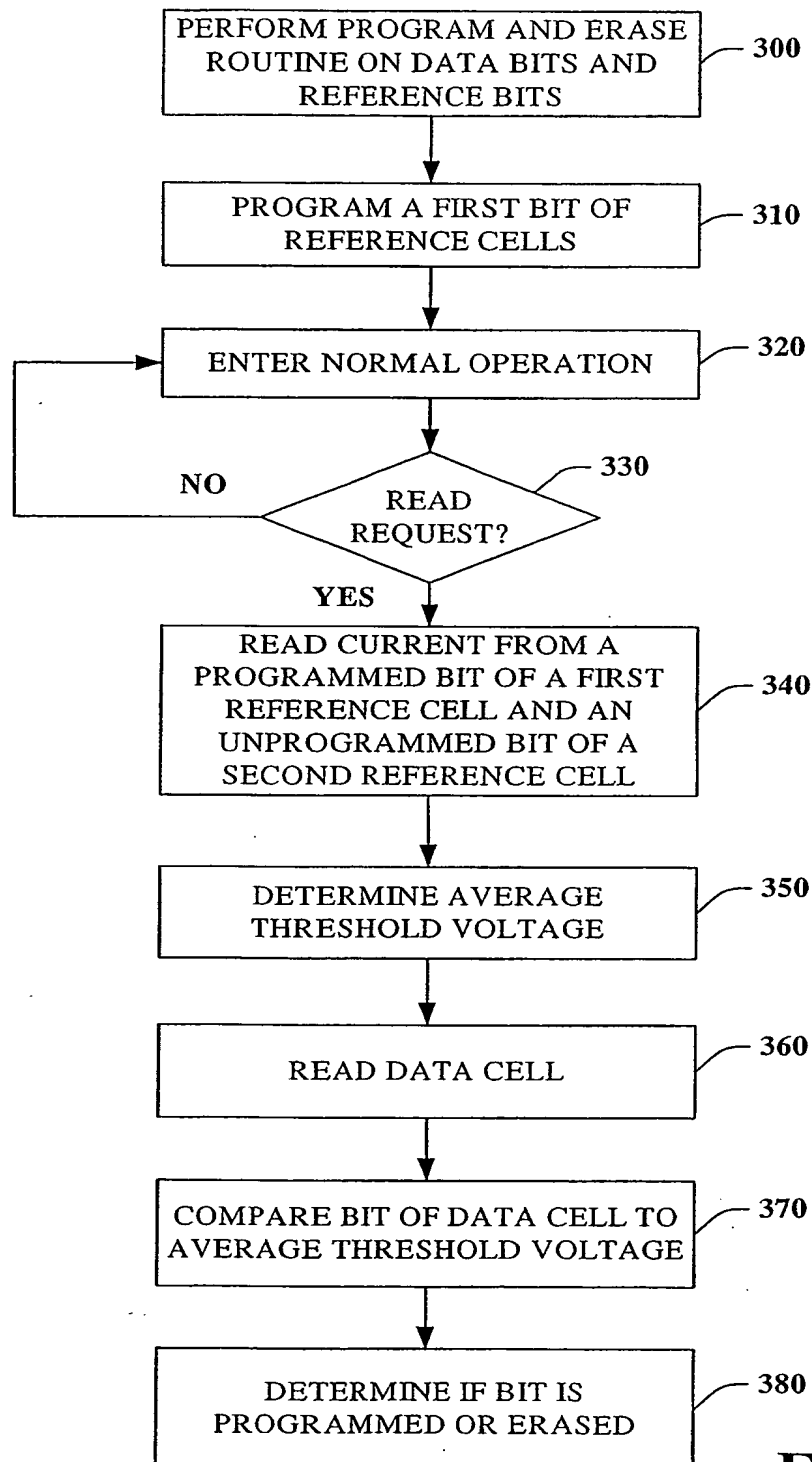 PERFORM PROGRAM AND ERASE
ROUTINE ON DATA BITS AND
REFERENCE BITS
300
PROGRAM A FIRST BIT OF
REFERENCE CELLS
310
ENTER NORMAL OPERATION
320
READ
REQUEST?
330
NO
YES
READ CURRENT FROM A
PROGRAMMED BIT OF A FIRST
REFERENCE CELL AND AN
UNPROGRAMMED BIT OF A
SECOND REFERENCE CELL
340
DETERMINE AVERAGE
THRESHOLD VOLTAGE
350
READ DATA CELL
360
COMPARE BIT OF DATA CELL TO
AVERAGE THRESHOLD VOLTAGE
370
DETERMINE IF BIT IS
PROGRAMMED OR ERASED
380